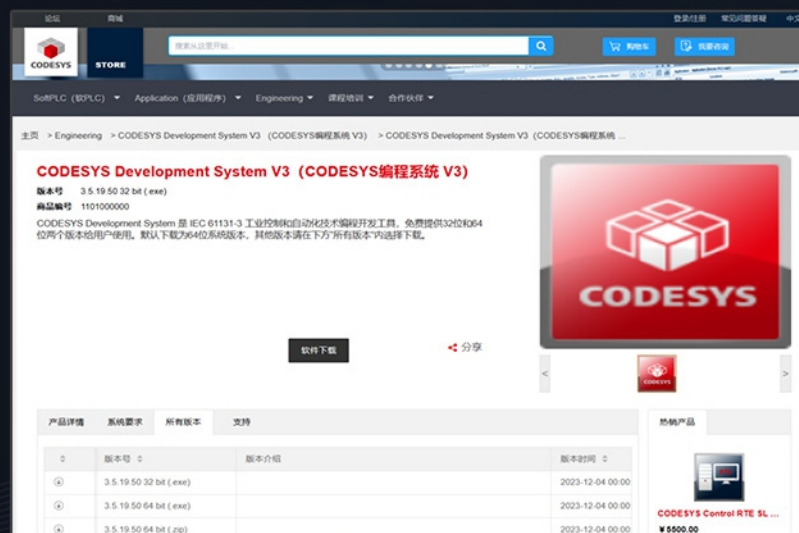 论坛 商城 登录/注册 常见问题答疑 中文
CODESYS
STORE
搜索从这里开始...
购物车 我要咨询
SoftPLC（软PLC） Application（应用程序） Engineering 课程培训 合作伙伴
主页 > Engineering > CODESYS Development System V3 （CODESYS编程系统 V3） > CODESYS Development System V3（CODESYS编程系统 ...
CODESYS Development System V3（CODESYS编程系统 V3）
版本号 3.5.19.50 32 bit (.exe)
商品编号 1101000000
CODESYS Development System 是 IEC 61131-3 工业控制和自动化技术编程开发工具，免费提供32位和64
位两个版本给用户使用。默认下载为64位系统版本，其他版本请在下方“所有版本”内选择下载。
CODESYS
软件下载
分享
<
CODESYS
>
产品详情 系统要求 所有版本 支持
版本号 版本介绍 版本时间
3.5.19.50 32 bit (.exe) 2023-12-04 00:00
3.5.19.50 64 bit (.exe) 2023-12-04 00:00
3.5.19.50 64 bit (.zip) 2023-12-04 00:00
热销产品
CODESYS Control RTE SL ...
¥5500.00